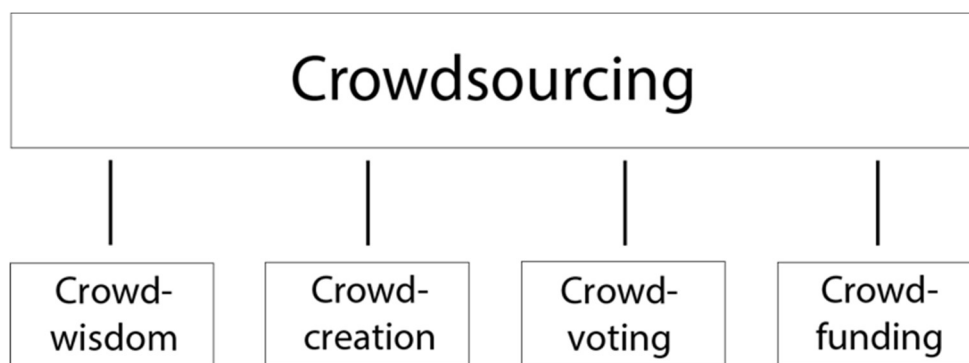 Crowdsourcing
Crowd-
wisdom
Crowd-
creation
Crowd-
voting
Crowd-
funding